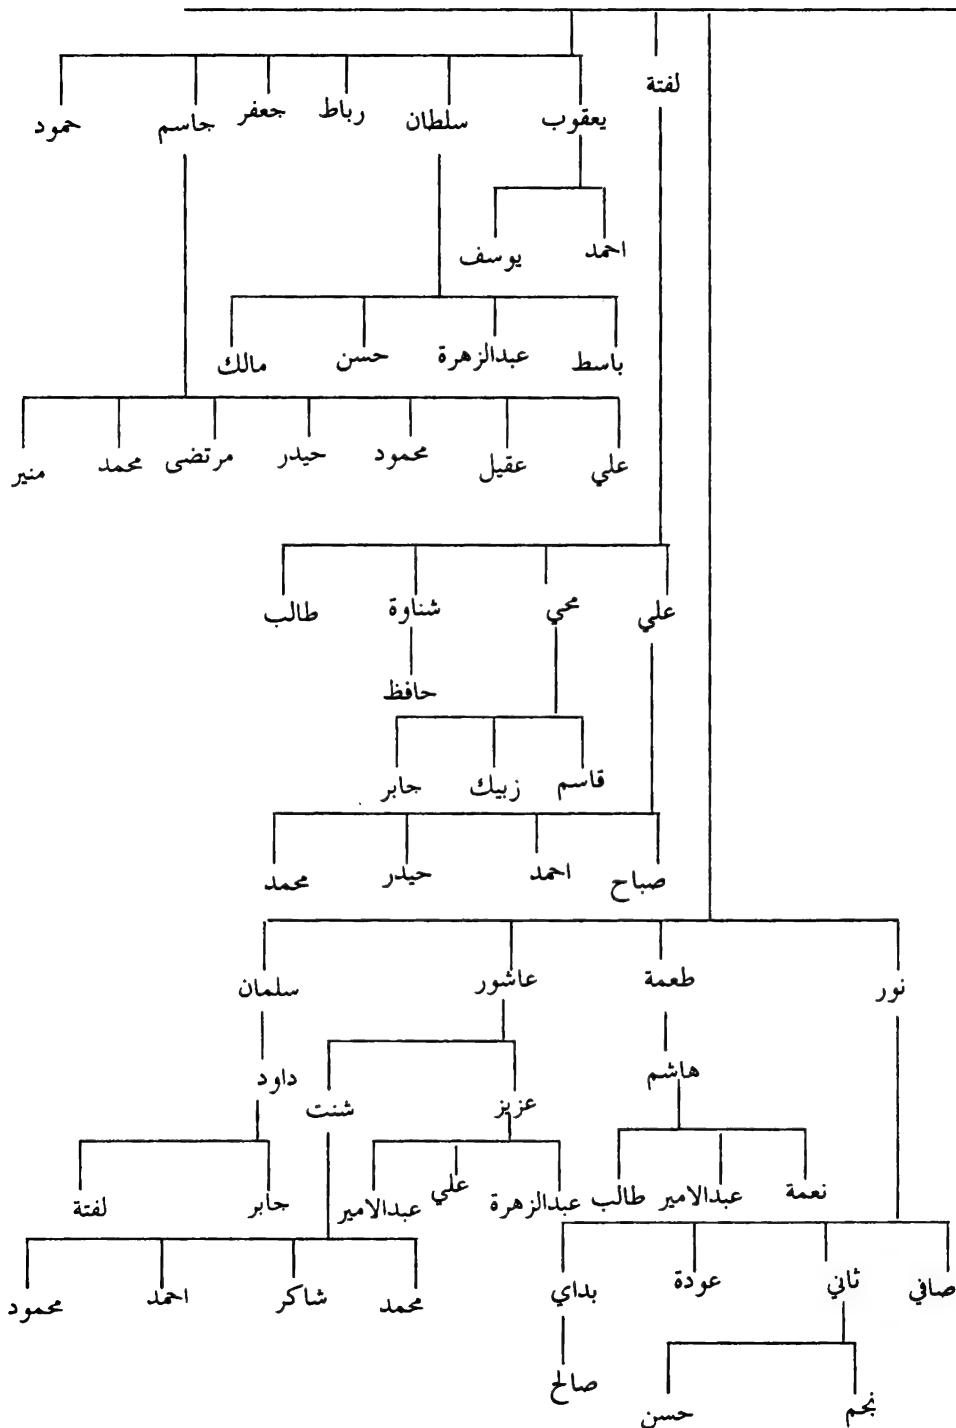 لفتة
يعقوب سلطان رباط جعفر جاسم حمود
احمد يوسف
باسط عبدالزهرة حسن مالك
علي عقيل محمود حيدر مرتضى محمد منير
علي محي شناوة طالب
حافظ
قاسم زبيك جابر
صباح احمد حيدر محمد
نور طعمة عاشور سلمان
هاشم داود
عزيز شنت
نعمة عبدالامير طالب عبدالزهرة علي عبدالامير جابر لفتة
صافي ثاني عودة بداي محمد شاكر احمد محمود
نجم حسن صالح